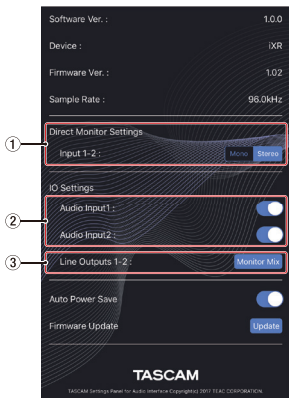 Software Ver. : 1.0.0
Device : iXR
Firmware Ver. : 1.02
Sample Rate : 96.0kHz
Direct Monitor Settings
1 Input 1-2 : Mono Stereo
IO Settings
Audio Input1 :
2
Audio Input2 :
3 Line Outputs 1-2 : Monitor Mix
Auto Power Save
Firmware Update Update
TASCAM
TASCAM Settings Panel for Audio Interface Copyright(c) 2017 TEAC CORPORATION.